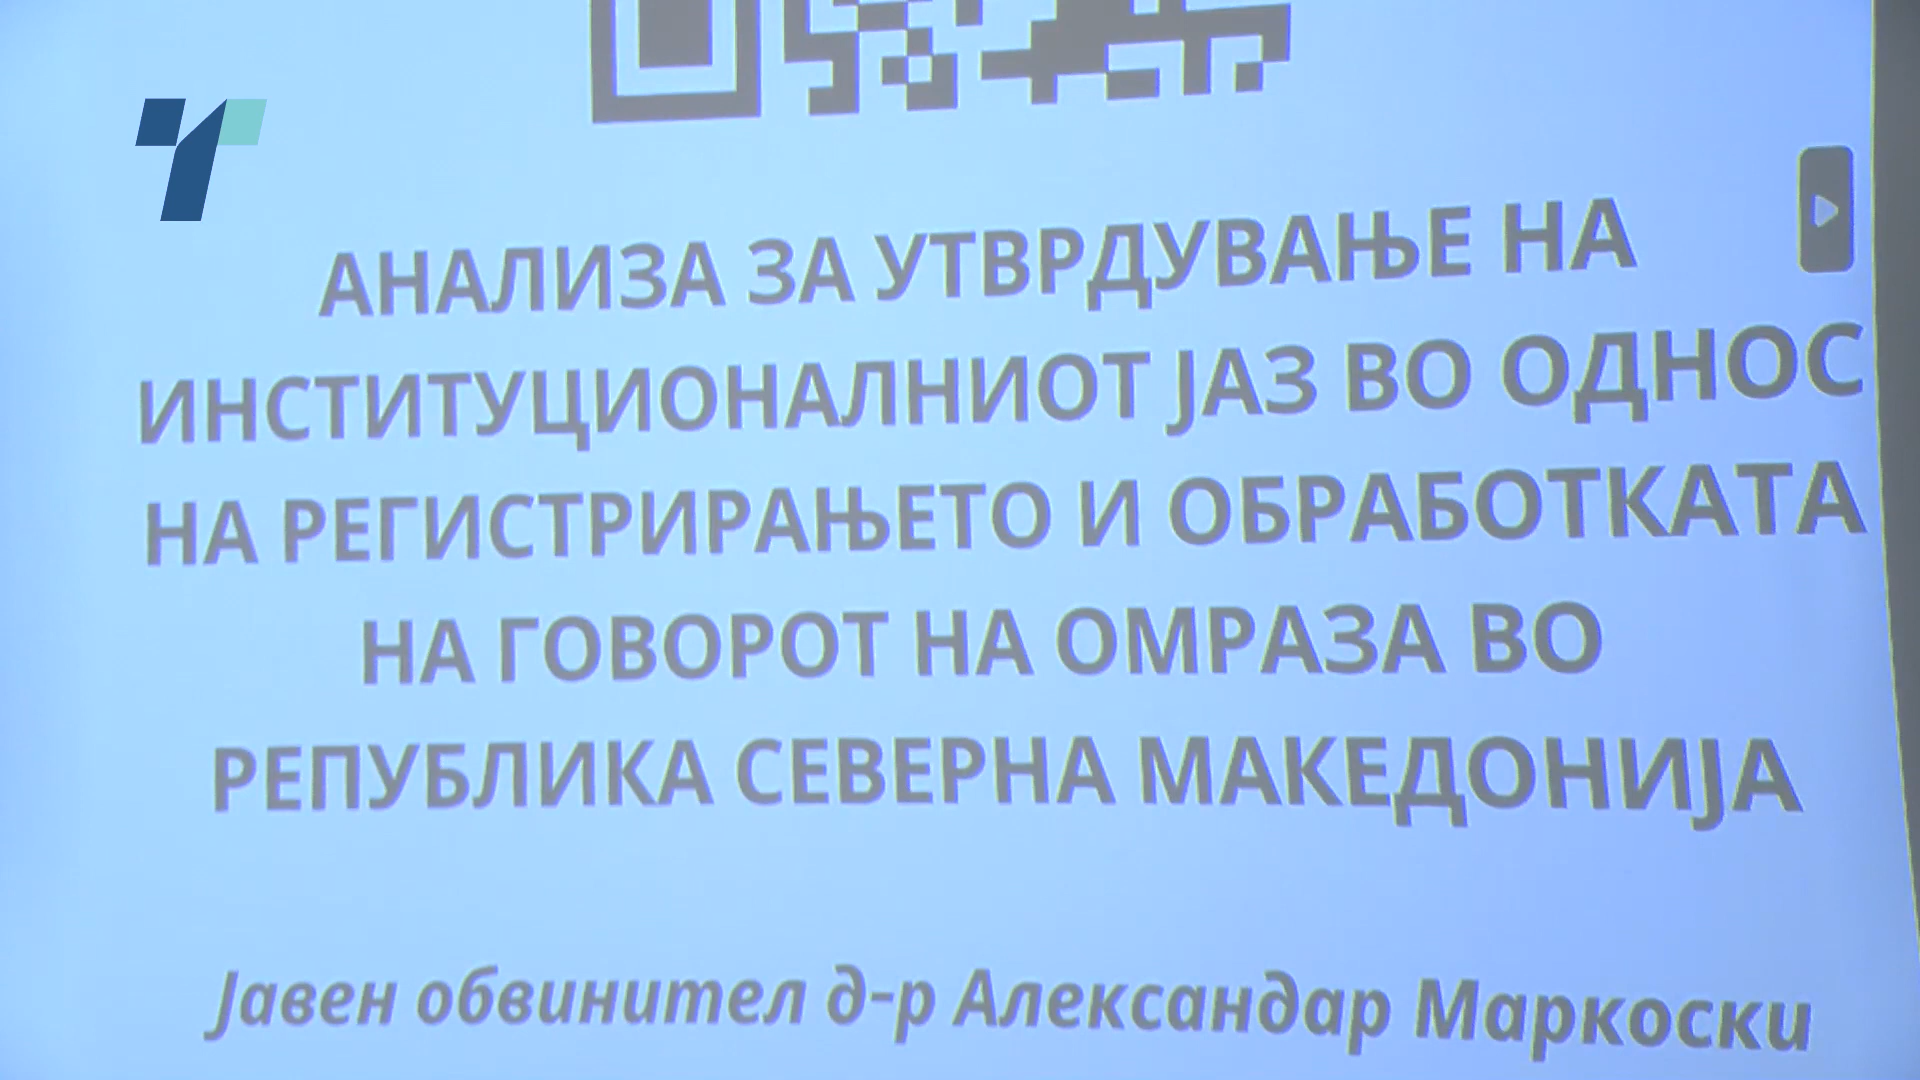 АНАЛИЗА ЗА УТВРДУВАЊЕ НА
ИНСТИТУЦИОНАЛНИОТ ЈАЗ ВО ОДНОС
НА РЕГИСТРИРАЊЕТО И ОБРАБОТКАТА
НА ГОВОРОТ НА ОМРАЗА ВО
РЕПУБЛИКА СЕВЕРНА МАКЕДОНИЈА
Јавен обвинител д-р Александар Маркоски